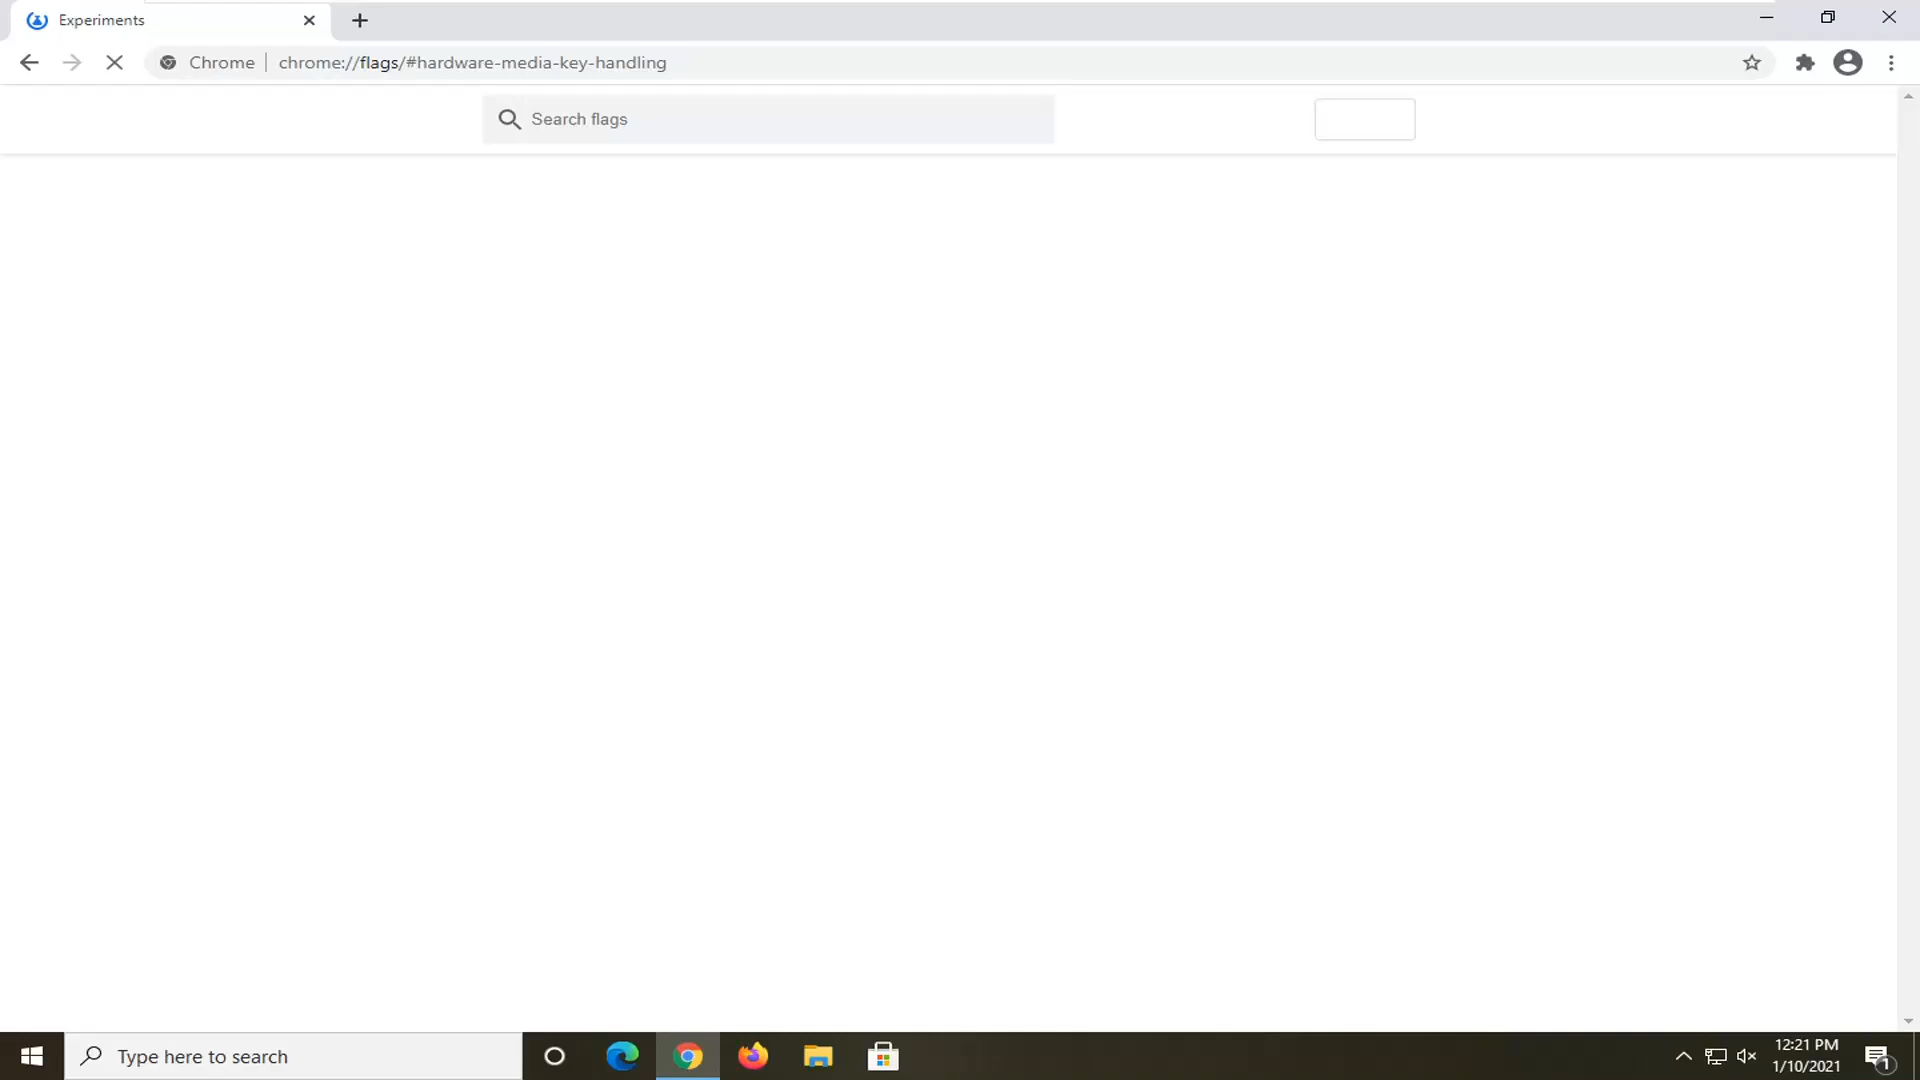 Experiments
Chrome
chrome://flags/#hardware-media-key-handling
Search flags
Type here to search
12:21 PM
1/10/2021
1